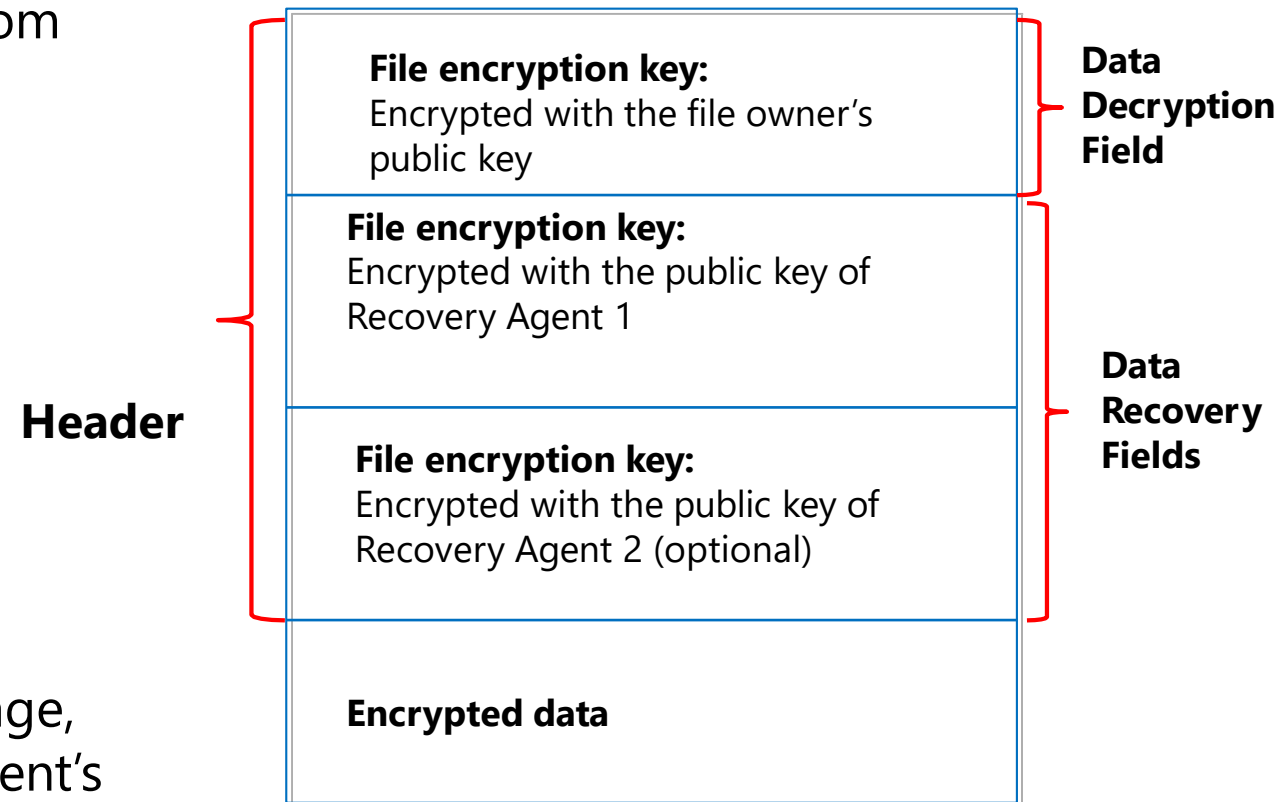 om
File encryption key:
Encrypted with the file owner’s
public key
Data
Decryption
Field
File encryption key:
Encrypted with the public key of
Recovery Agent 1
Header
Data
Recovery
Fields
File encryption key:
Encrypted with the public key of
Recovery Agent 2 (optional)
Encrypted data
ge,
ent’s